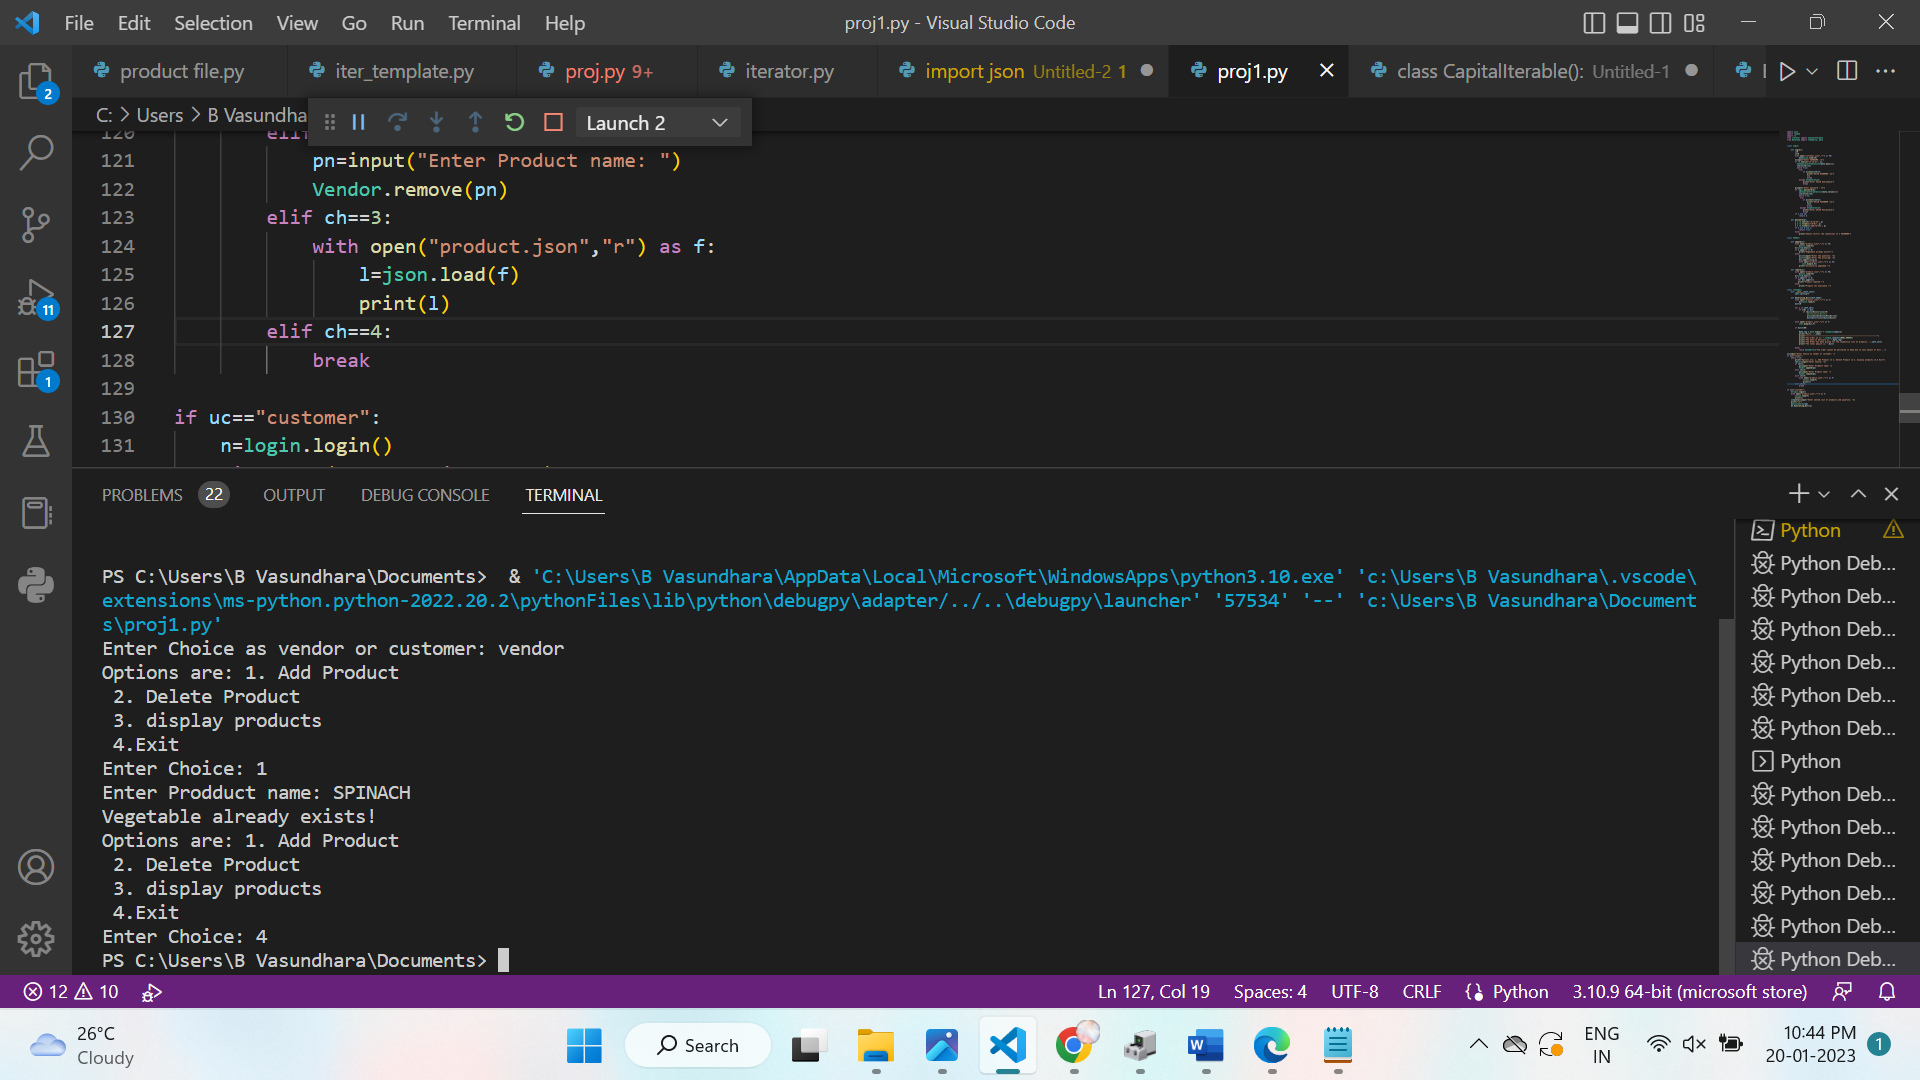 File Edit Selection View Go Run Terminal Help
proj1.py - Visual Studio Code
product file.py iter_template.py proj.py 9+ iterator.py import json Untitled-2 1 proj1.py class CapitalIterable(): Untitled-1
C: > Users > B Vasundhara
Launch 2
120 elif
121 pn=input("Enter Product name: ")
122 Vendor.remove(pn)
123 elif ch==3:
124 with open("product.json","r") as f:
125 l=json.load(f)
126 print(l)
127 elif ch==4:
128 break
129
130 if uc=="customer":
131 n=login.login()
PROBLEMS 22 OUTPUT DEBUG CONSOLE TERMINAL
PS C:\Users\B Vasundhara\Documents>  & 'C:\Users\B Vasundhara\AppData\Local\Microsoft\WindowsApps\python3.10.exe' 'c:\Users\B Vasundhara\.vscode\
extensions\ms-python.python-2022.20.2\pythonFiles\lib\python\debugpy\adapter/../..\debugpy\launcher' '57534' '--' 'c:\Users\B Vasundhara\Document
s\proj1.py'
Enter Choice as vendor or customer: vendor
Options are: 1. Add Product
2. Delete Product
3. display products
4.Exit
Enter Choice: 1
Enter Prodduct name: SPINACH
Vegetable already exists!
Options are: 1. Add Product
2. Delete Product
3. display products
4.Exit
Enter Choice: 4
PS C:\Users\B Vasundhara\Documents>
Python
Python Deb...
Python Deb...
Python Deb...
Python Deb...
Python Deb...
Python Deb...
Python
Python Deb...
Python Deb...
Python Deb...
Python Deb...
Python Deb...
Python Deb...
2
11
1
12 10
Ln 127, Col 19 Spaces: 4 UTF-8 CRLF Python 3.10.9 64-bit (microsoft store)
26°C
Cloudy
Search
ENG
IN
10:44 PM
20-01-2023
1